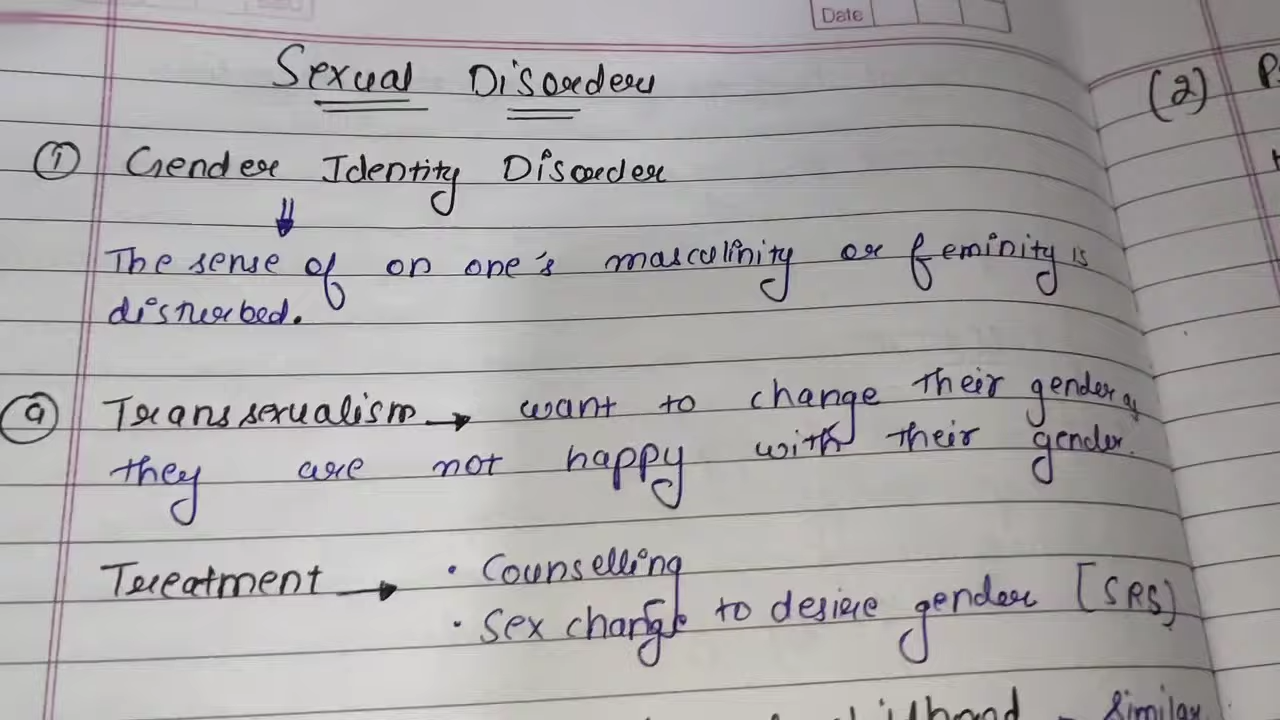 Date
Sexual Disorders
(2) P
① Gender Identity Disorder
⇓
The sense of on one's masculinity or feminity is
disturbed.
ⓐ Transsexualism → want to change their gender as
they are not happy with their gender.
Treatment → • Counselling
• Sex change to desire gender [SRS]
Similar